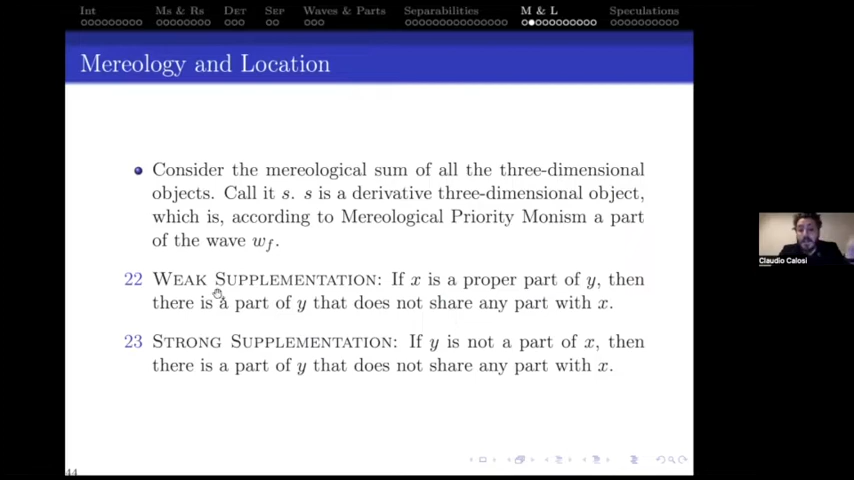 Int Ms & Rs Det Sep Waves & Parts Separabilities M & L Speculations
Mereology and Location
Consider the mereological sum of all the three-dimensional
objects. Call it s. s is a derivative three-dimensional object,
which is, according to Mereological Priority Monism a part
of the wave w_f.
22 Weak Supplementation: If x is a proper part of y, then
there is a part of y that does not share any part with x.
23 Strong Supplementation: If y is not a part of x, then
there is a part of y that does not share any part with x.
Claudio Calosi
44